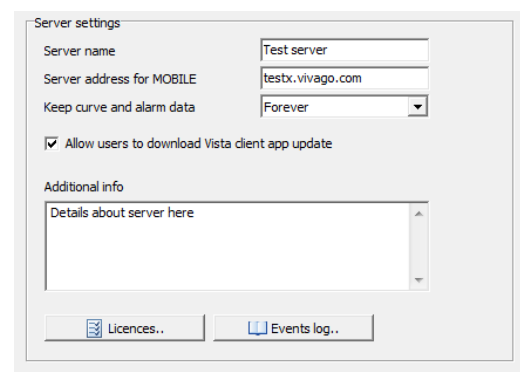 Server settings
Server name Test server
Server address for MOBILE testx.vivago.com
Keep curve and alarm data Forever
Allow users to download Vista client app update
Additional info
Details about server here
Licences.. Events log..